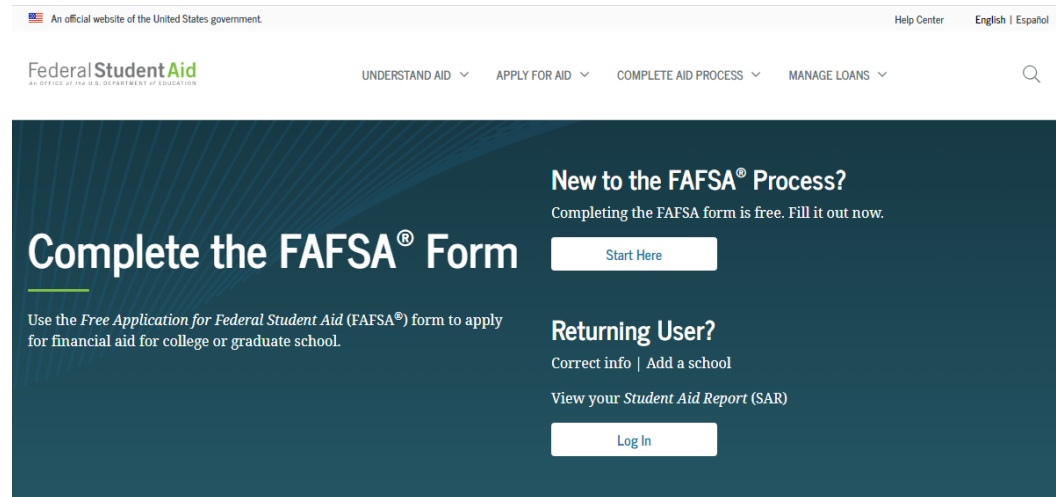 An official website of the United States government.
Help Center
English | Español
Federal Student Aid
An OFFICE of the U.S. DEPARTMENT of EDUCATION
UNDERSTAND AID
APPLY FOR AID
COMPLETE AID PROCESS
MANAGE LOANS
Complete the FAFSA® Form
Use the Free Application for Federal Student Aid (FAFSA®) form to apply
for financial aid for college or graduate school.
New to the FAFSA® Process?
Completing the FAFSA form is free. Fill it out now.
Start Here
Returning User?
Correct info | Add a school
View your Student Aid Report (SAR)
Log In